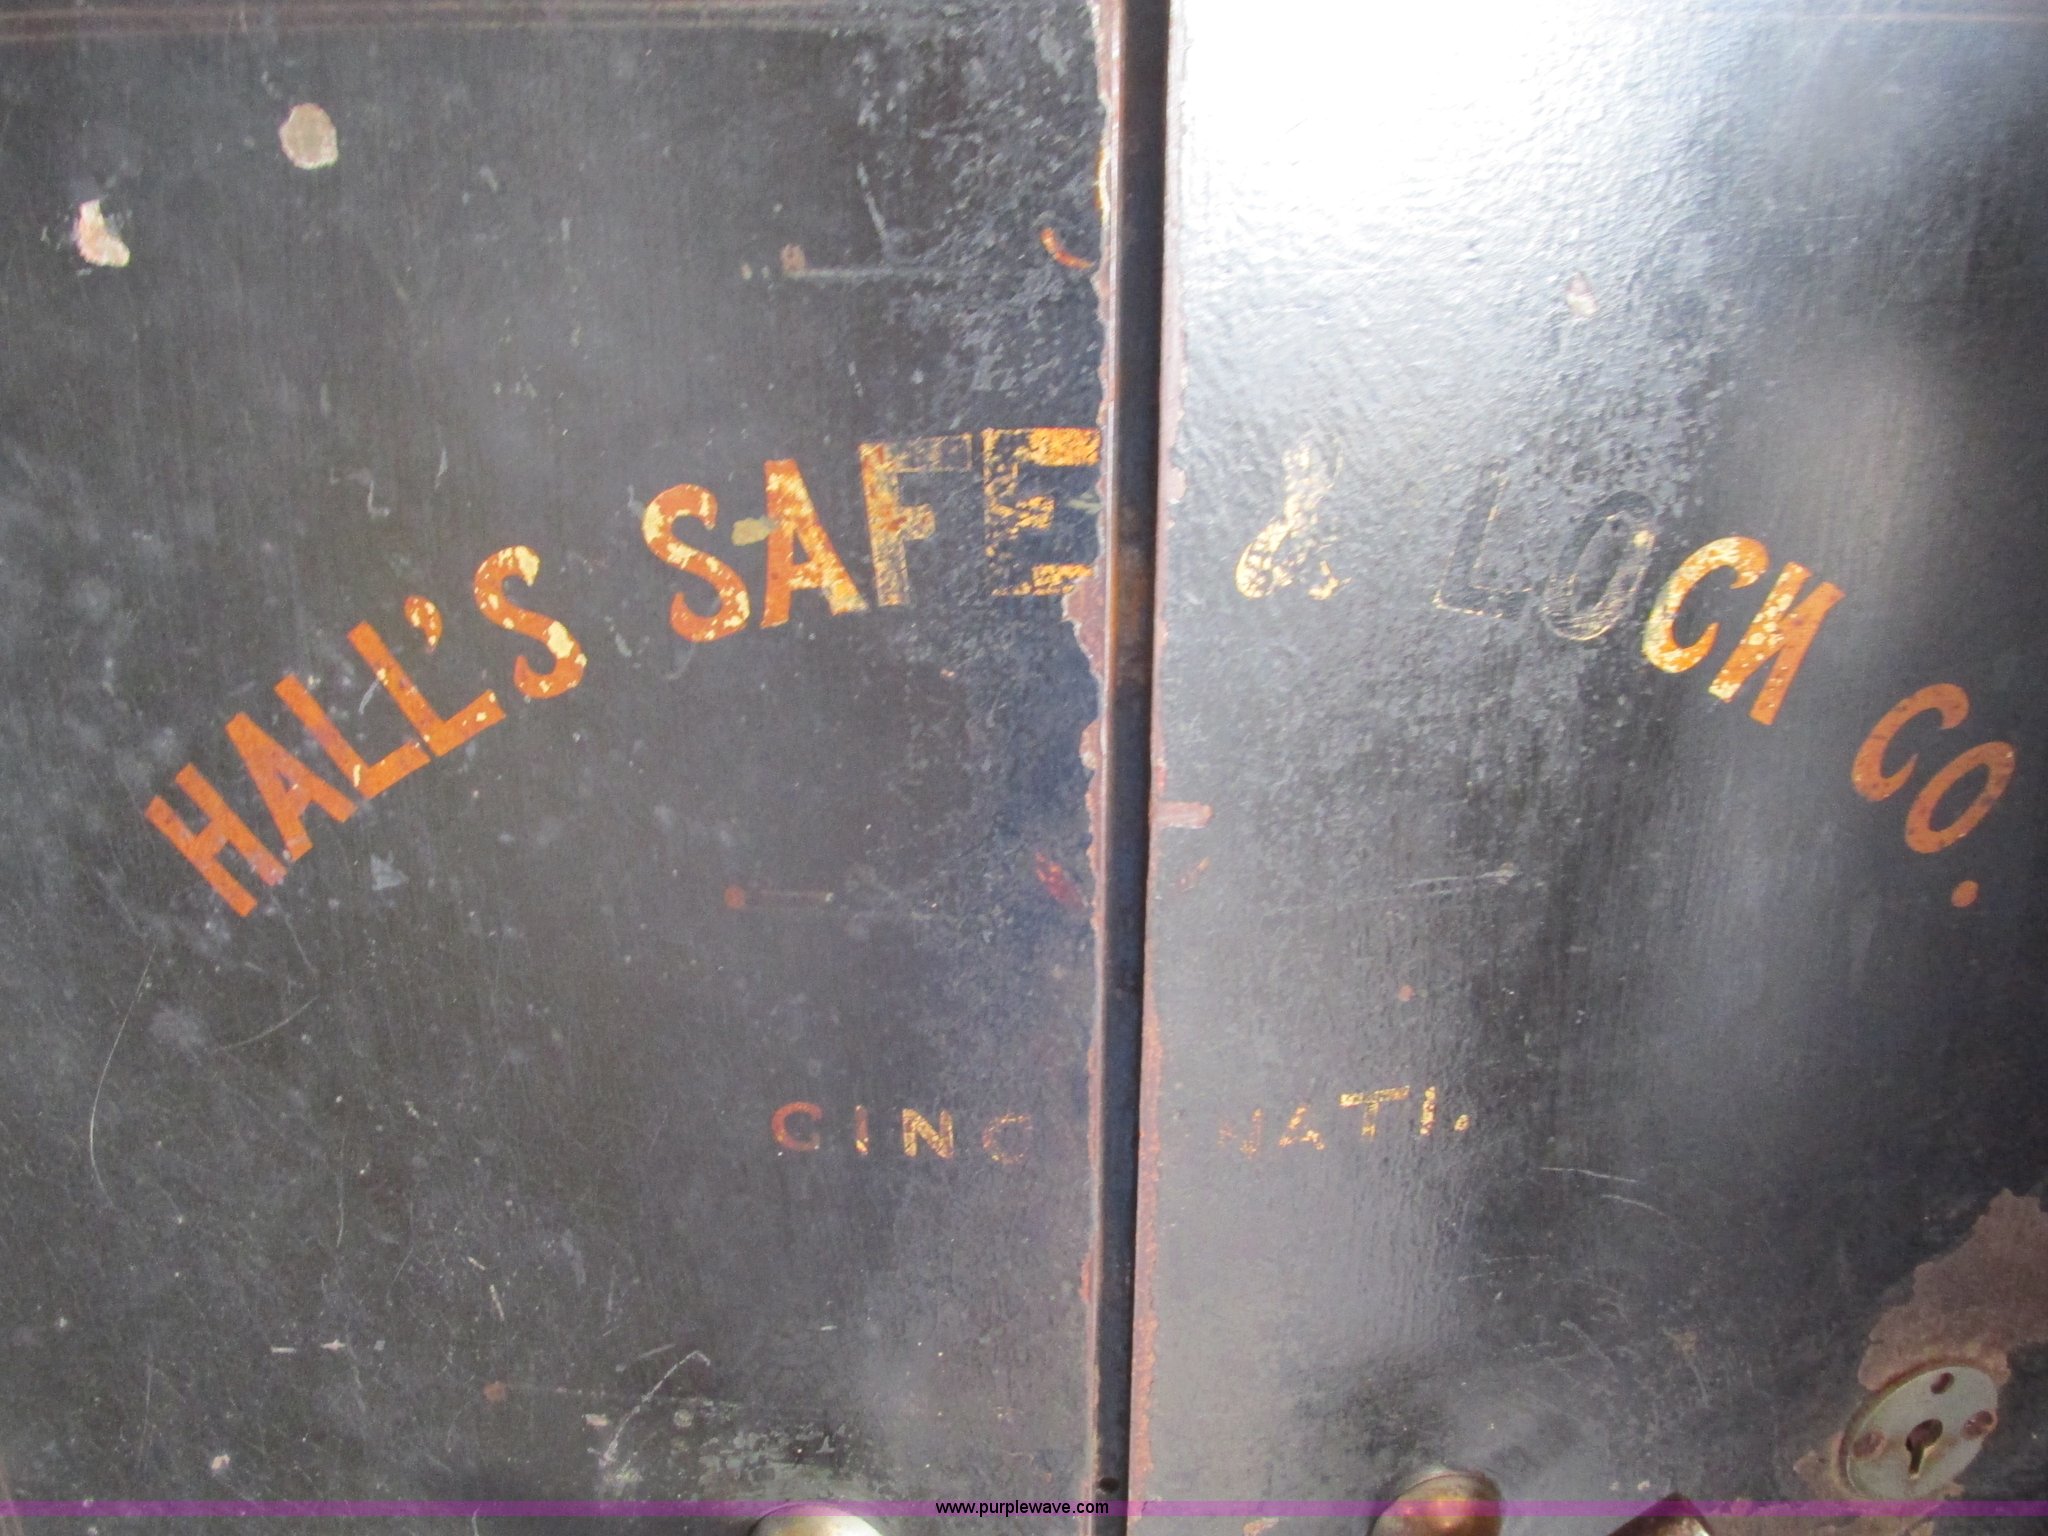 HALL'S SAFE & LOCK CO.
CINC NATI.
www.purplewave.com